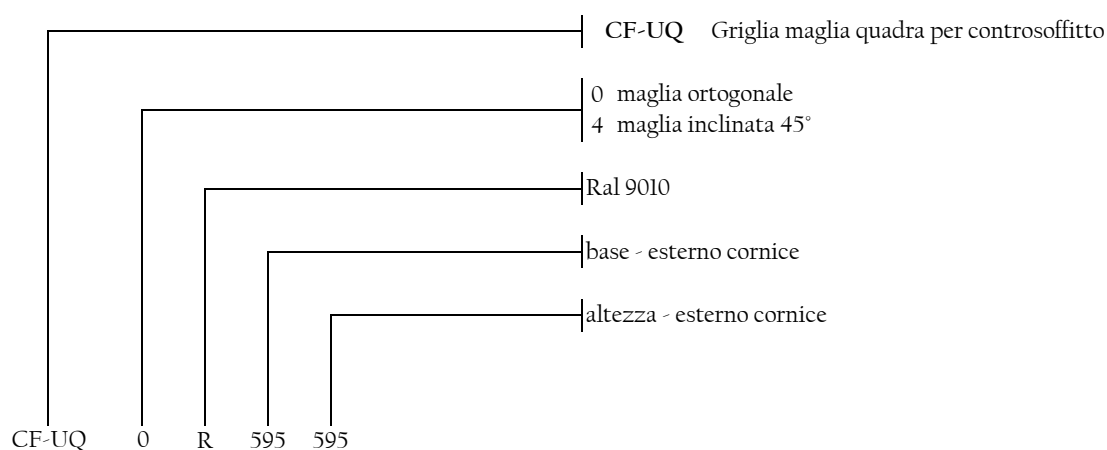 CF-UQ Griglia maglia quadra per controsoffitto
0 maglia ortogonale
4 maglia inclinata 45°
Ral 9010
base - esterno cornice
altezza - esterno cornice
CF-UQ 0 R 595 595